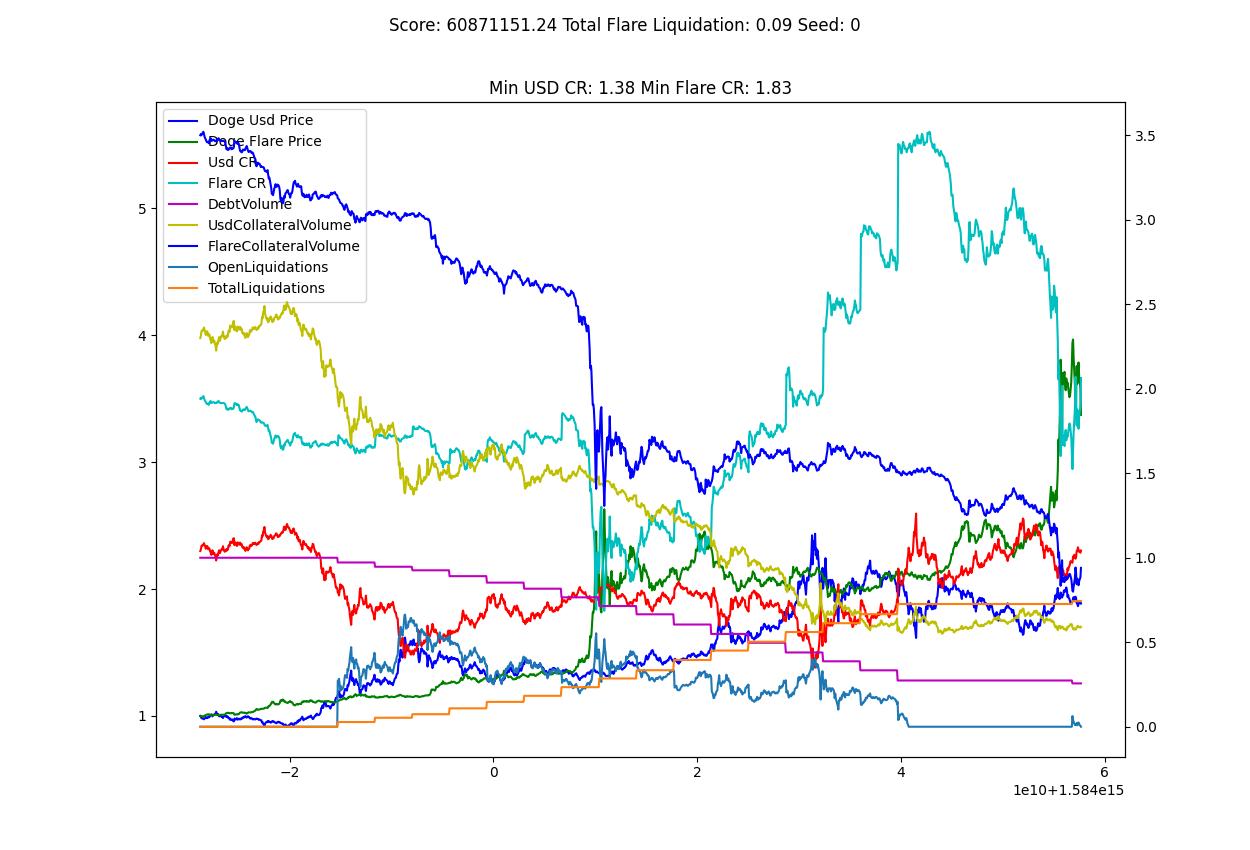 Score: 60871151.24 Total Flare Liquidation: 0.09 Seed: 0
Min USD CR: 1.38 Min Flare CR: 1.83
Doge Usd Price
Doge Flare Price
Usd CR
Flare CR
DebtVolume
UsdCollateralVolume
FlareCollateralVolume
OpenLiquidations
TotalLiquidations
5
4
3
2
1
3.5
3.0
2.5
2.0
1.5
1.0
0.5
0.0
−2 0 2 4 6
1e10+1.584e15